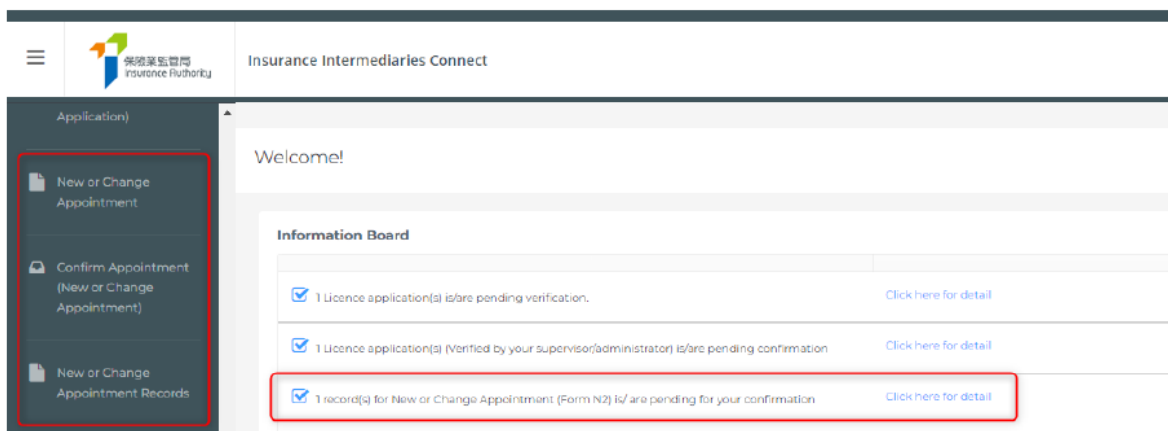 保險業監管局
Insurance Authority
Insurance Intermediaries Connect
Application)
New or Change
Appointment
Confirm Appointment
(New or Change
Appointment)
New or Change
Appointment Records
Welcome!
Information Board
1 Licence application(s) is/are pending verification.
Click here for detail
1 Licence application(s) (Verified by your supervisor/administrator) is/are pending confirmation
Click here for detail
1 record(s) for New or Change Appointment (Form N2) is/ are pending for your confirmation
Click here for detail